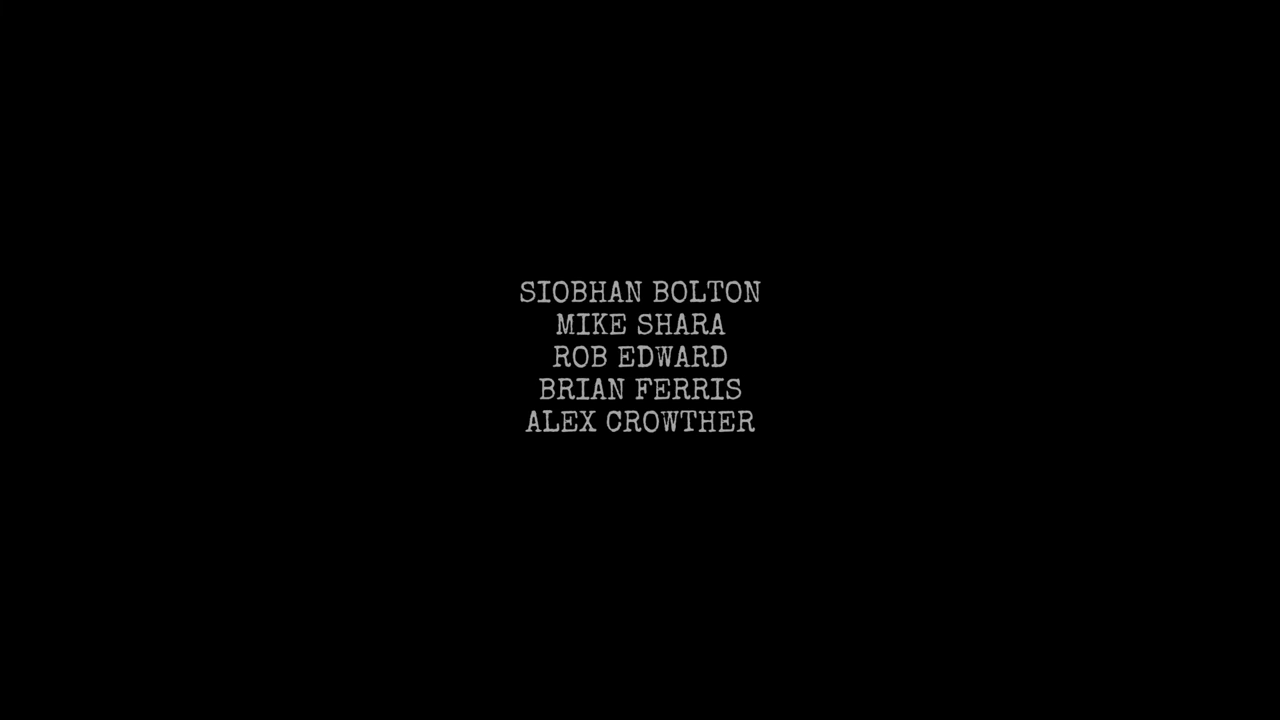 SIOBHAN BOLTON
MIKE SHARA
ROB EDWARD
BRIAN FERRIS
ALEX CROWTHER